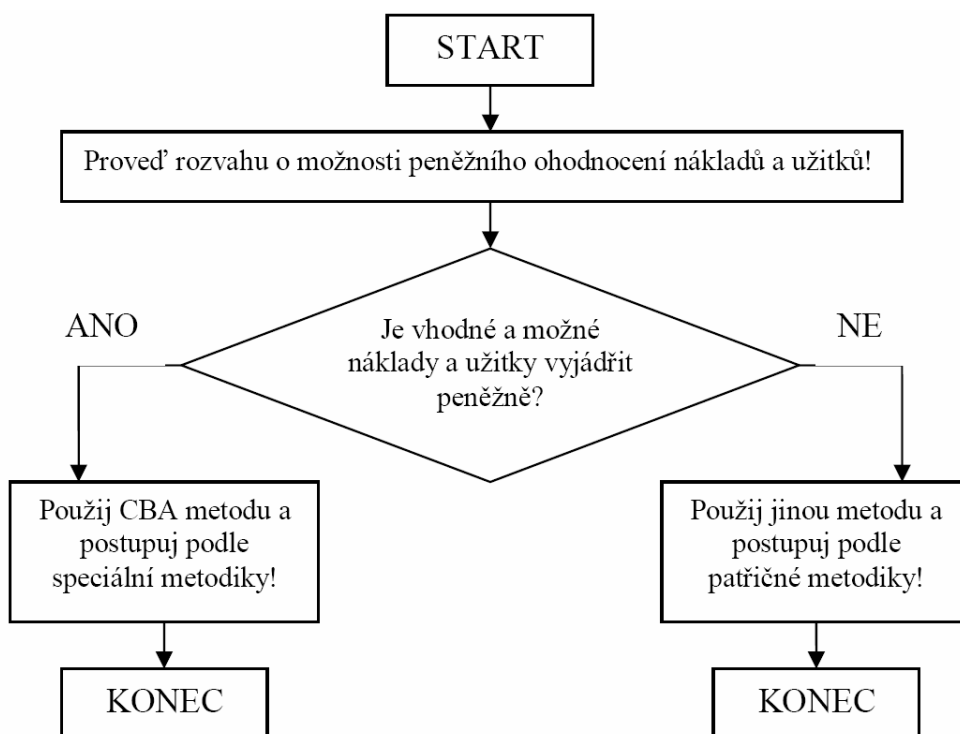 START
Proveď rozvahu o možnosti peněžního ohodnocení nákladů a užitků!
ANO
Je vhodné a možné
náklady a užitky vyjádřit
peněžně?
NE
Použij CBA metodu a
postupuj podle
speciální metodiky!
Použij jinou metodu a
postupuj podle
patřičné metodiky!
KONEC
KONEC